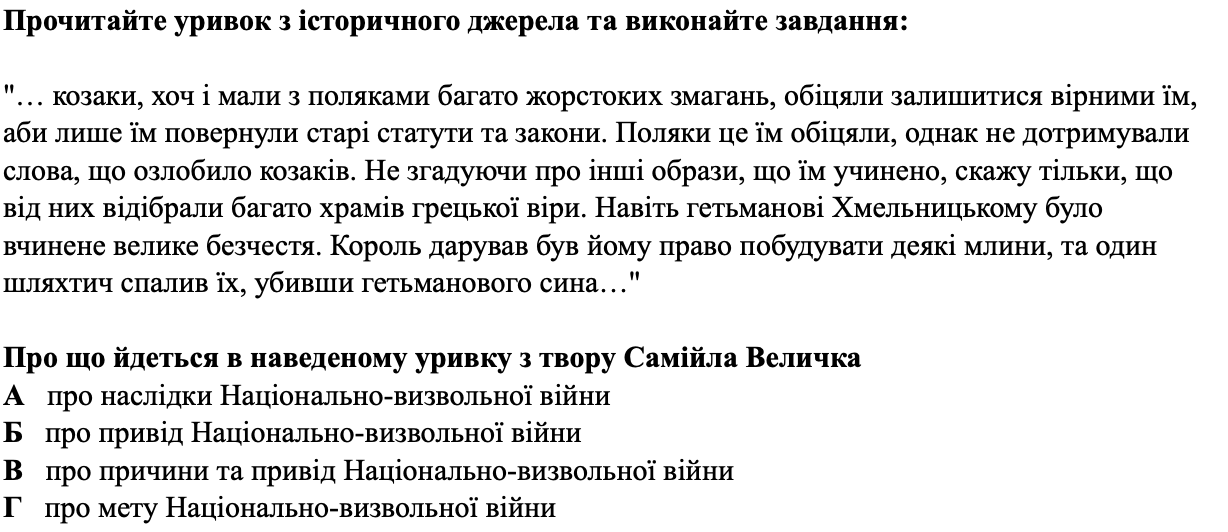 Прочитайте уривок з історичного джерела та виконайте завдання:
"… козаки, хоч і мали з поляками багато жорстоких змагань, обіцяли залишитися вірними їм,
аби лише їм повернули старі статути та закони. Поляки це їм обіцяли, однак не дотримували
слова, що озлобило козаків. Не згадуючи про інші образи, що їм учинено, скажу тільки, що
від них відібрали багато храмів грецької віри. Навіть гетьманові Хмельницькому було
вчинене велике безчестя. Король дарував був йому право побудувати деякі млини, та один
шляхтич спалив їх, убивши гетьманового сина…"
Про що йдеться в наведеному уривку з твору Самійла Величка
А про наслідки Національно-визвольної війни
Б про привід Національно-визвольної війни
В про причини та привід Національно-визвольної війни
Г про мету Національно-визвольної війни